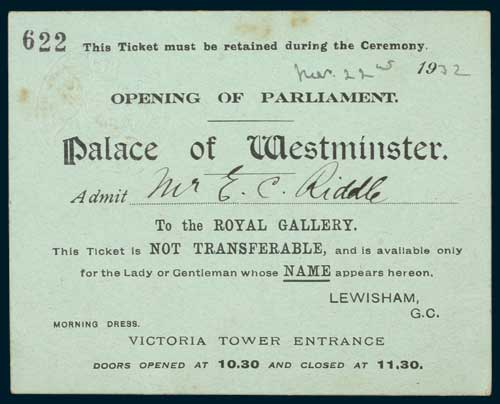 622 This Ticket must be retained during the Ceremony.
Nov. 22nd 1932
OPENING OF PARLIAMENT.
Palace of Westminster.
Admit Mr E. C. Riddle
To the ROYAL GALLERY.
This Ticket is NOT TRANSFERABLE, and is available only
for the Lady or Gentleman whose NAME appears hereon.
LEWISHAM,
G.C.
MORNING DRESS.
VICTORIA TOWER ENTRANCE
DOORS OPENED AT 10.30 AND CLOSED AT 11.30.